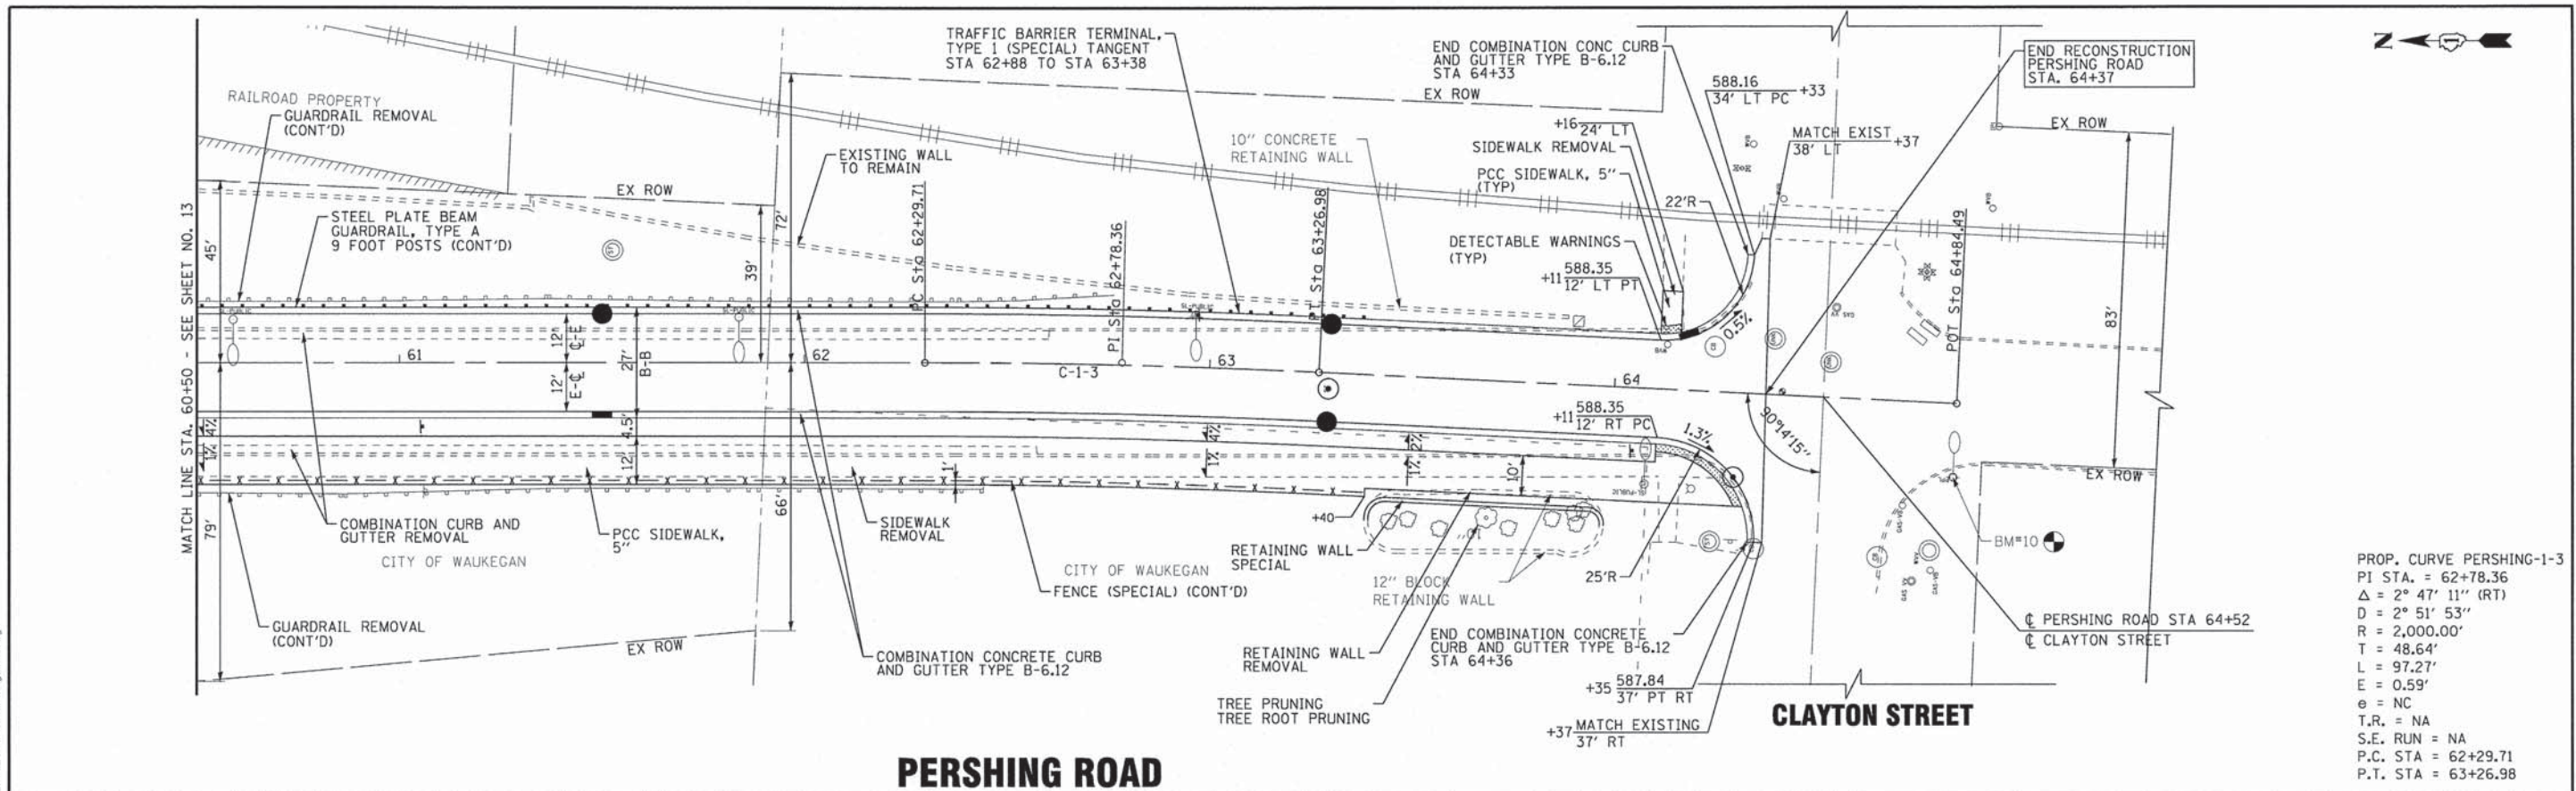 TRAFFIC BARRIER TERMINAL,
TYPE 1 (SPECIAL) TANGENT
STA 62+88 TO STA 63+38
END COMBINATION CONC CURB
AND GUTTER TYPE B-6.12
STA 64+33
EX ROW
588.16
34' LT PC
+33
END RECONSTRUCTION
PERSHING ROAD
STA. 64+37
N
1
RAILROAD PROPERTY
GUARDRAIL REMOVAL
(CONT'D)
10" CONCRETE
RETAINING WALL
+16
24' LT
SIDEWALK REMOVAL
PCC SIDEWALK, 5"
(TYP)
MATCH EXIST
38' LT
+37
EX ROW
EXISTING WALL
TO REMAIN
EX ROW
22'R
STEEL PLATE BEAM
GUARDRAIL, TYPE A
9 FOOT POSTS (CONT'D)
DETECTABLE WARNINGS
(TYP)
+11
588.35
12' LT PT
MATCH LINE STA. 60+50 - SEE SHEET NO. 13
45'
39'
72'
PC Sta 62+29.71
PI Sta 62+78.36
PT Sta 63+26.98
POT Sta 64+84.49
83'
0.5%
12'
E-℄
27'
B-B
12'
E-℄
61
62
63
64
C-1-3
+11
588.35
12' RT PC
1.3%
90°14'15"
4%
1%
4.5'
12'
1'
4%
1%
2%
1%
10'
EX ROW
79'
66'
COMBINATION CURB AND
GUTTER REMOVAL
CITY OF WAUKEGAN
PCC SIDEWALK,
5"
SIDEWALK
REMOVAL
+40
10"
RETAINING WALL
SPECIAL
CITY OF WAUKEGAN
FENCE (SPECIAL) (CONT'D)
12" BLOCK
RETAINING WALL
25'R
BM#10
GUARDRAIL REMOVAL
(CONT'D)
EX ROW
COMBINATION CONCRETE CURB
AND GUTTER TYPE B-6.12
RETAINING WALL
REMOVAL
END COMBINATION CONCRETE
CURB AND GUTTER TYPE B-6.12
STA 64+36
℄ PERSHING ROAD STA 64+52
℄ CLAYTON STREET
TREE PRUNING
TREE ROOT PRUNING
+35
587.84
37' PT RT
+37
MATCH EXISTING
37' RT
CLAYTON STREET
PERSHING ROAD
PROP. CURVE PERSHING-1-3
PI STA. = 62+78.36
Δ = 2° 47' 11" (RT)
D = 2° 51' 53"
R = 2,000.00'
T = 48.64'
L = 97.27'
E = 0.59'
e = NC
T.R. = NA
S.E. RUN = NA
P.C. STA = 62+29.71
P.T. STA = 63+26.98